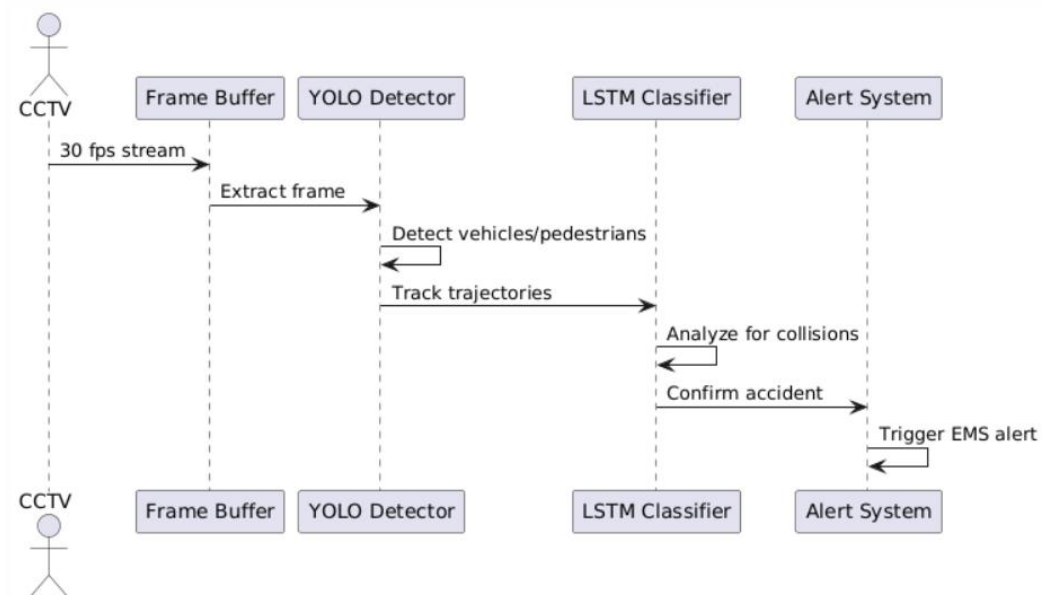 CCTV
Frame Buffer
YOLO Detector
LSTM Classifier
Alert System
30 fps stream
Extract frame
Detect vehicles/pedestrians
Track trajectories
Analyze for collisions
Confirm accident
Trigger EMS alert
CCTV
Frame Buffer
YOLO Detector
LSTM Classifier
Alert System